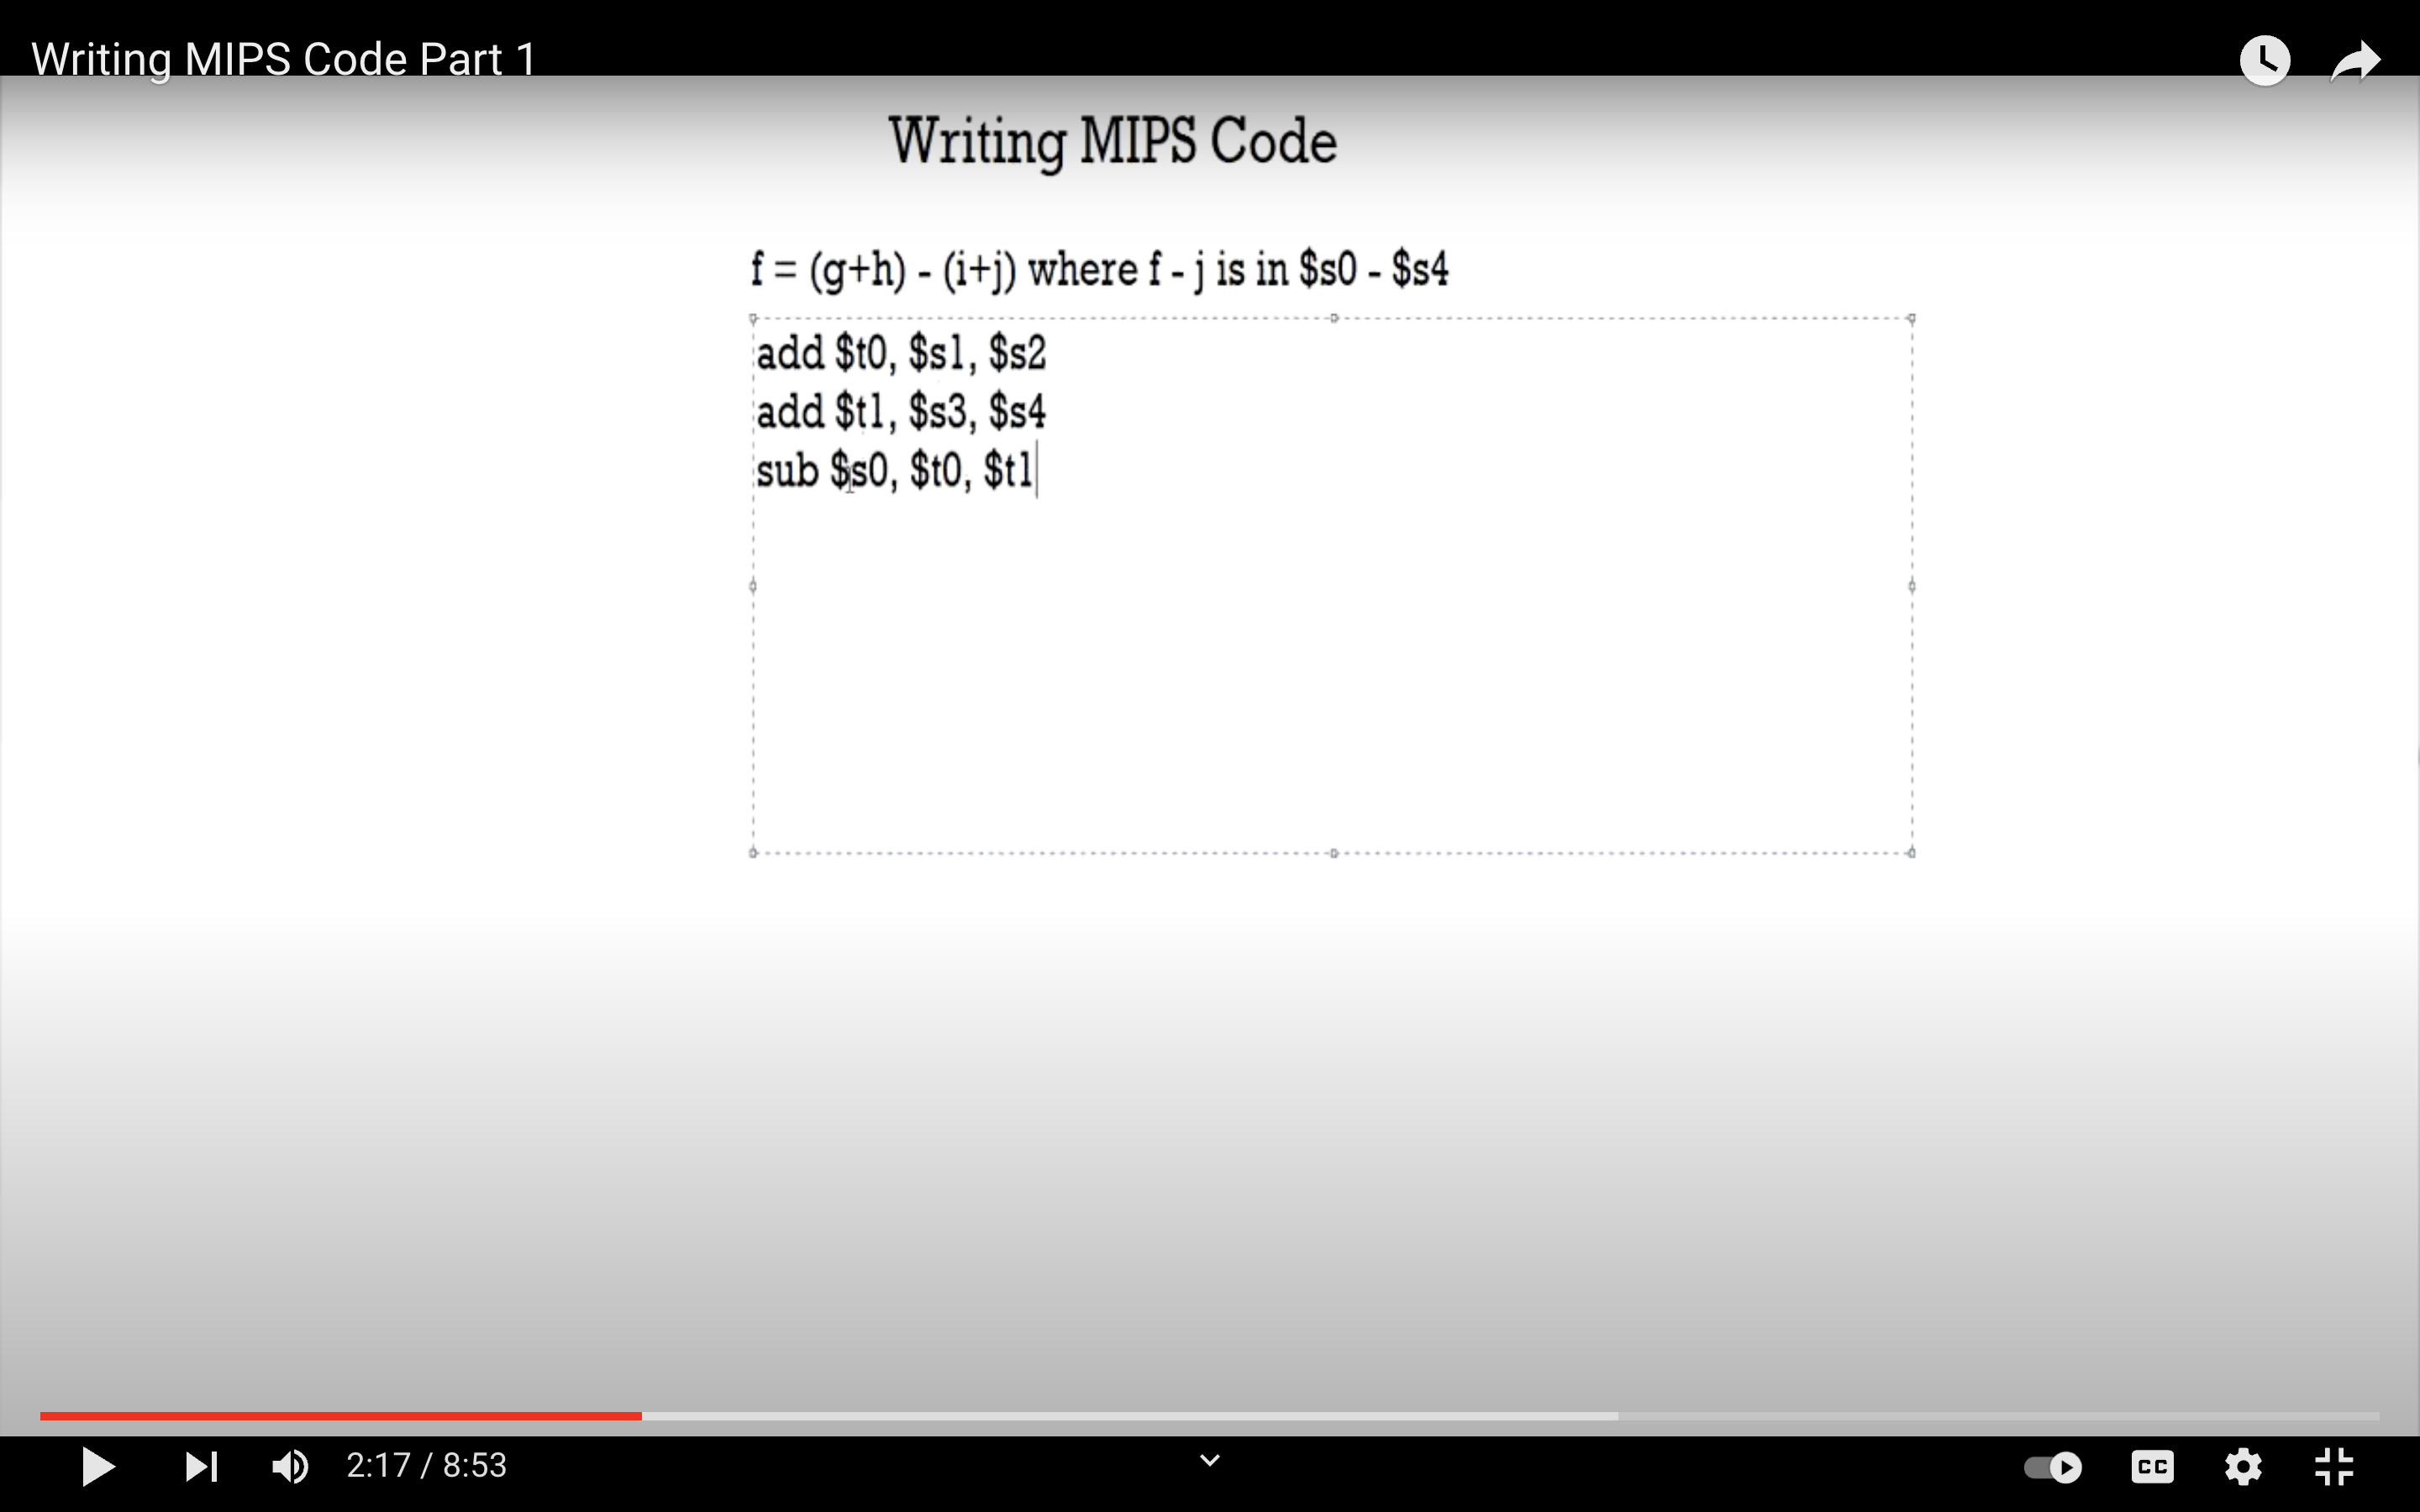 Writing MIPS Code Part 1
Writing MIPS Code
f = (g+h) - (i+j) where f - j is in $s0 - $s4
add $t0, $s1, $s2
add $t1, $s3, $s4
sub $s0, $t0, $t1
2:17 / 8:53
CC